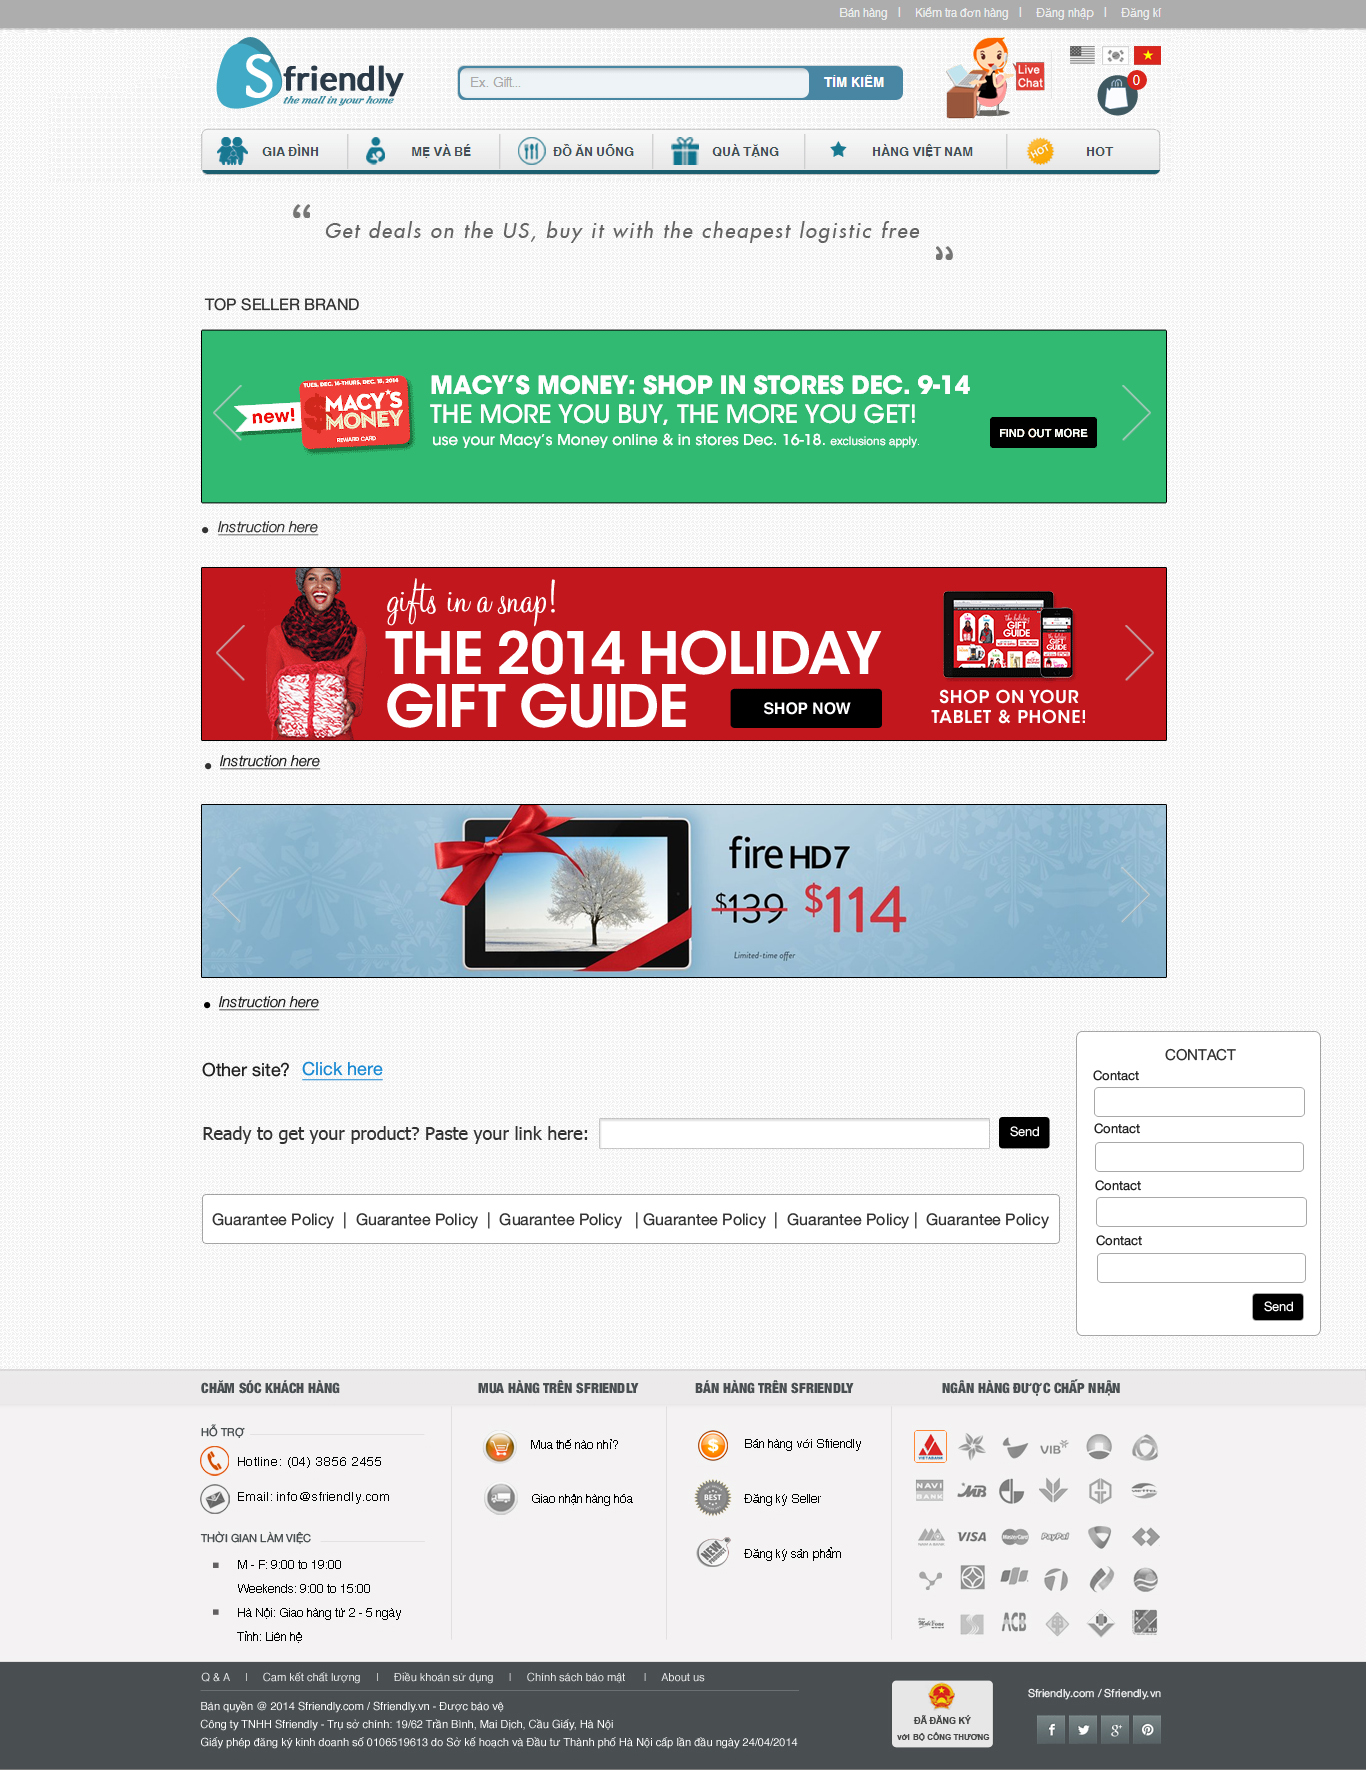 Bán hàng | Kiểm tra đơn hàng | Đăng nhập | Đăng kí
Sfriendly
the mall in your home
Ex. Gift...
TÌM KIẾM
Live
Chat
0
GIA ĐÌNH
MẸ VÀ BÉ
ĐỒ ĂN UỐNG
QUÀ TẶNG
HÀNG VIỆT NAM
HOT
HOT
“ Get deals on the US, buy it with the cheapest logistic free ”
TOP SELLER BRAND
new!
TUES, DEC. 16-THURS, DEC. 18, 2014
MACY'S
MONEY
REWARD CARD
MACY'S MONEY: SHOP IN STORES DEC. 9-14
THE MORE YOU BUY, THE MORE YOU GET!
use your Macy's Money online & in stores Dec. 16-18. exclusions apply.
FIND OUT MORE
Instruction here
gifts in a snap!
THE 2014 HOLIDAY
GIFT GUIDE
SHOP NOW
the holiday
GIFT
GUIDE
GIFT
GUIDE
SHOP ON YOUR
TABLET & PHONE!
Instruction here
fire HD7
$139 $114
Limited-time offer
Instruction here
Other site? Click here
Ready to get your product? Paste your link here:
Send
Guarantee Policy | Guarantee Policy | Guarantee Policy | Guarantee Policy | Guarantee Policy | Guarantee Policy
CONTACT
Contact
Contact
Contact
Contact
Send
CHĂM SÓC KHÁCH HÀNG
HỖ TRỢ
Hotline: (04) 3856 2455
Email: info@sfriendly.com
THỜI GIAN LÀM VIỆC
M - F: 9:00 to 19:00
Weekends: 9:00 to 15:00
Hà Nội: Giao hàng từ 2 - 5 ngày
Tỉnh: Liên hệ
MUA HÀNG TRÊN SFRIENDLY
Mua thế nào nhỉ?
Giao nhận hàng hóa
BÁN HÀNG TRÊN SFRIENDLY
Bán hàng với Sfriendly
BEST
Đăng ký Seller
NEW
Đăng ký sản phẩm
NGÂN HÀNG ĐƯỢC CHẤP NHẬN
VIETABANK
VIB
NAVI
BANK
MB
NAM A BANK
VISA
MasterCard
PayPal
ACB
Q & A | Cam kết chất lượng | Điều khoản sử dụng | Chính sách bảo mật | About us
Bản quyền @ 2014 Sfriendly.com / Sfriendly.vn - Được bảo vệ
Công ty TNHH Sfriendly - Trụ sở chính: 19/62 Trần Bình, Mai Dịch, Cầu Giấy, Hà Nội
Giấy phép đăng ký kinh doanh số 0106519613 do Sở kế hoạch và Đầu tư Thành phố Hà Nội cấp lần đầu ngày 24/04/2014
ĐÃ ĐĂNG KÝ
với BỘ CÔNG THƯƠNG
Sfriendly.com / Sfriendly.vn